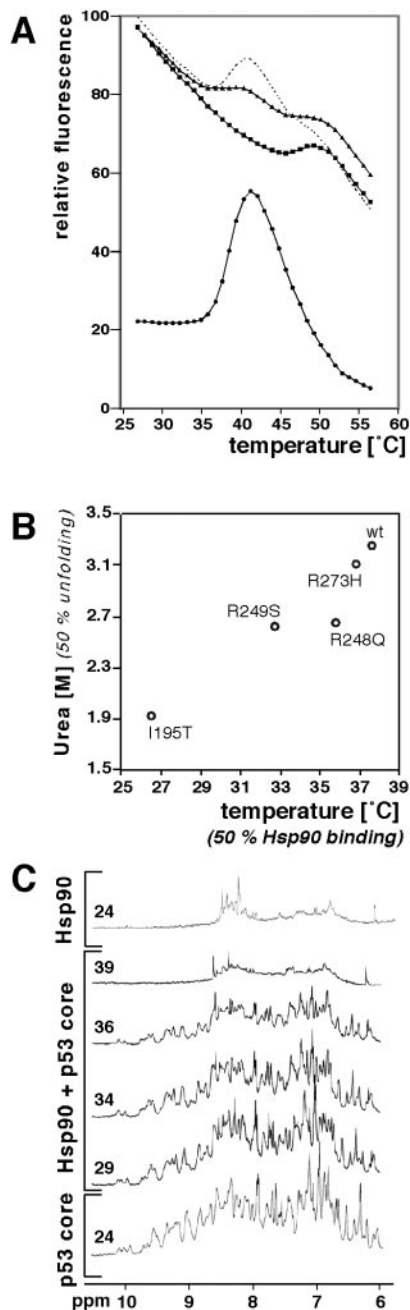 A
relative fluorescence
100
80
60
40
20
0
25 30 35 40 45 50 55 60
temperature [˚C]
B
Urea [M] (50 % unfolding)
3.5
3.1
2.7
2.3
1.9
1.5
wt
R273H
R249S
R248Q
I195T
25 27 29 31 33 35 37 39
temperature [˚C]
(50 % Hsp90 binding)
C
Hsp90
24
Hsp90 + p53 core
39
36
34
29
p53 core
24
ppm 10 9 8 7 6